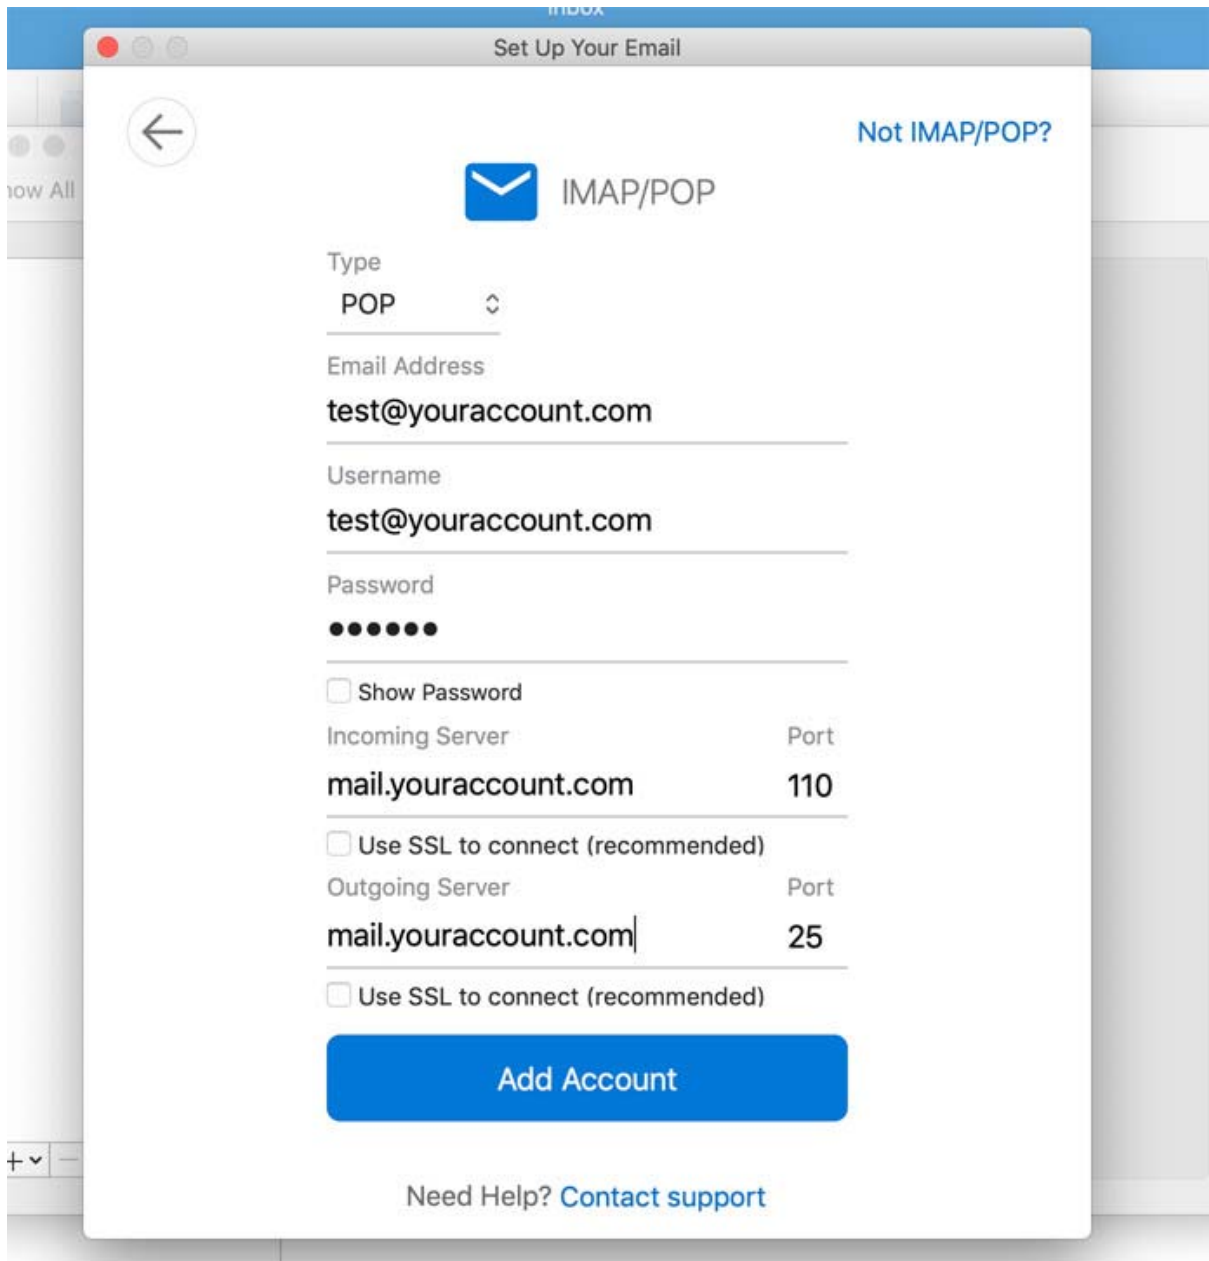 Inbox
Set Up Your Email
Not IMAP/POP?
IMAP/POP
Type
POP
Email Address
test@youraccount.com
Username
test@youraccount.com
Password
••••••
Show Password
Incoming Server Port
mail.youraccount.com 110
Use SSL to connect (recommended)
Outgoing Server Port
mail.youraccount.com 25
Use SSL to connect (recommended)
Add Account
Need Help? Contact support
All